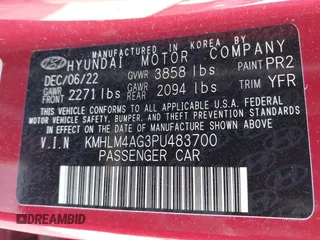 MANUFACTURED IN KOREA BY
HYUNDAI MOTOR COMPANY
DEC/06/22 GVWR 3858 lbs PAINT PR2
GAWR FRT 2271 lbs GAWR RR 2094 lbs TRIM YFR
THIS VEHICLE CONFORMS TO ALL APPLICABLE
FEDERAL MOTOR VEHICLE SAFETY, BUMPER, AND
THEFT PREVENTION STANDARDS IN EFFECT ON
THE DATE OF MANUFACTURE SHOWN ABOVE.
V.I.N KMHLM4AG3PU483700
PASSENGER CAR
DREAMBID